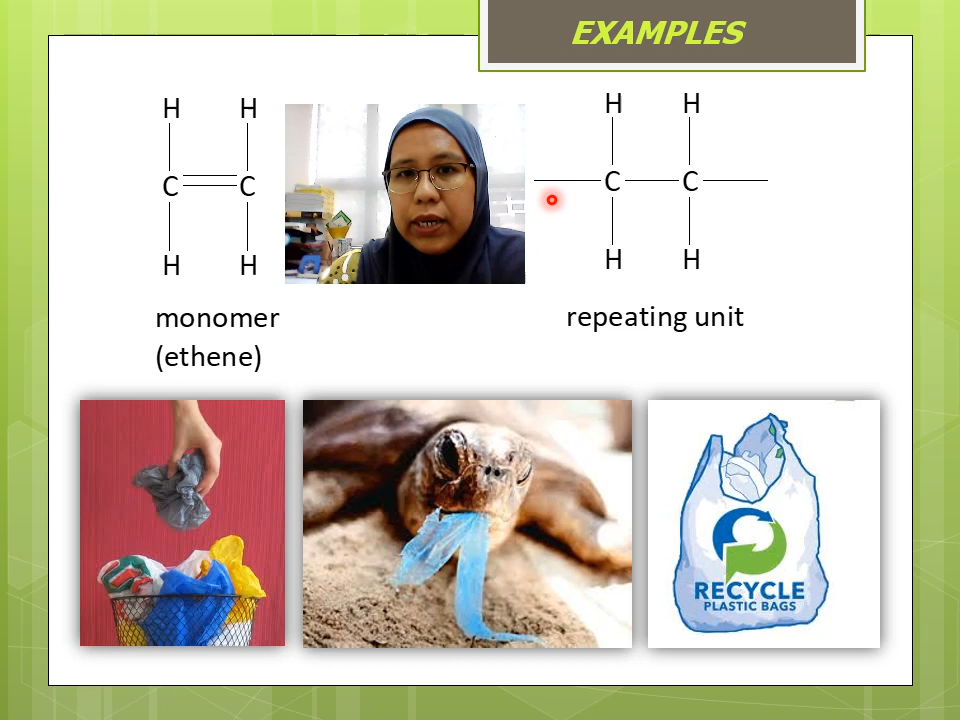 EXAMPLES
H H
C C
H H
monomer
(ethene)
H H
C C
H H
repeating unit
RECYCLE
PLASTIC BAGS